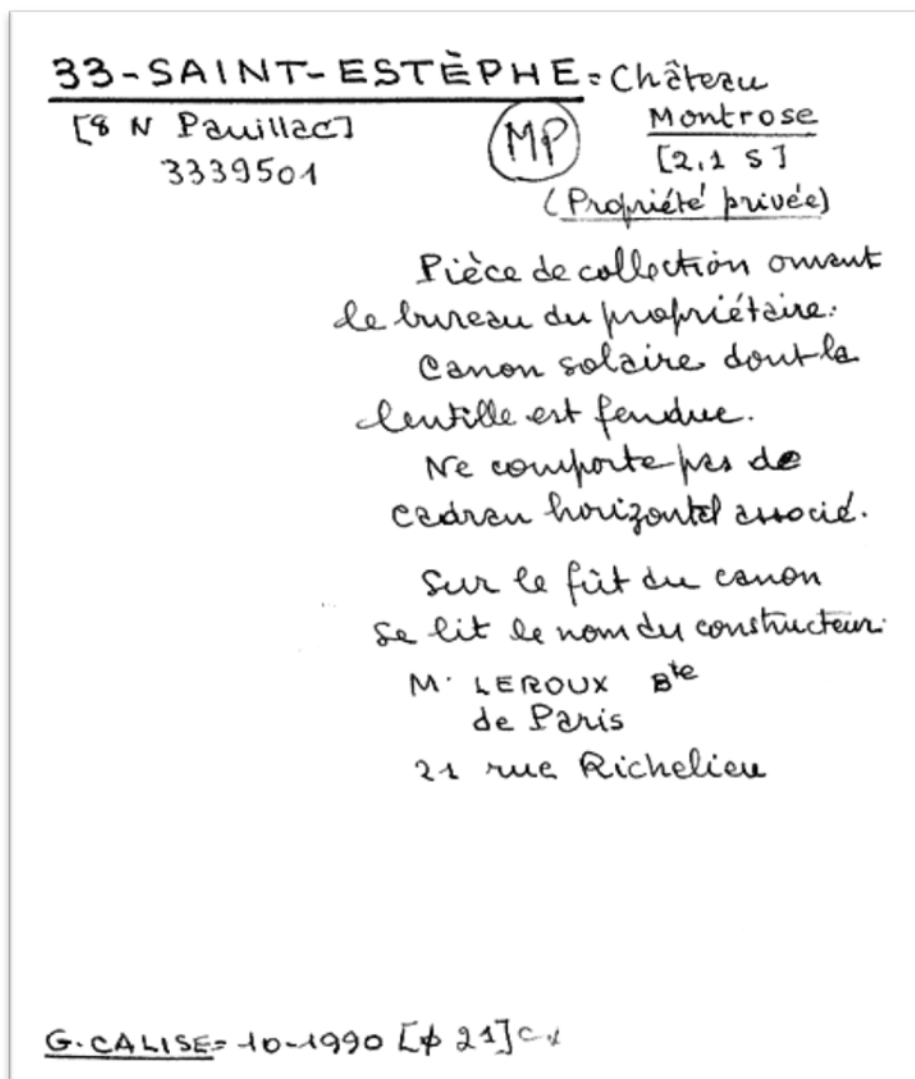 33-SAINT-ESTÈPHE = Château
Montrose
[8 N Pauillac]
3339501
MP
[2,1 S]
(Propriété privée)
Pièce de collection ornant
le bureau du propriétaire.
Canon solaire dont la
lentille est fendue.
Ne comporte pas de
cadran horizontal associé.
Sur le fût du canon
se lit le nom du constructeur:
M. LEROUX Bte
de Paris
21 rue Richelieu
G. CALISE = 10-1990 [ϕ 21]